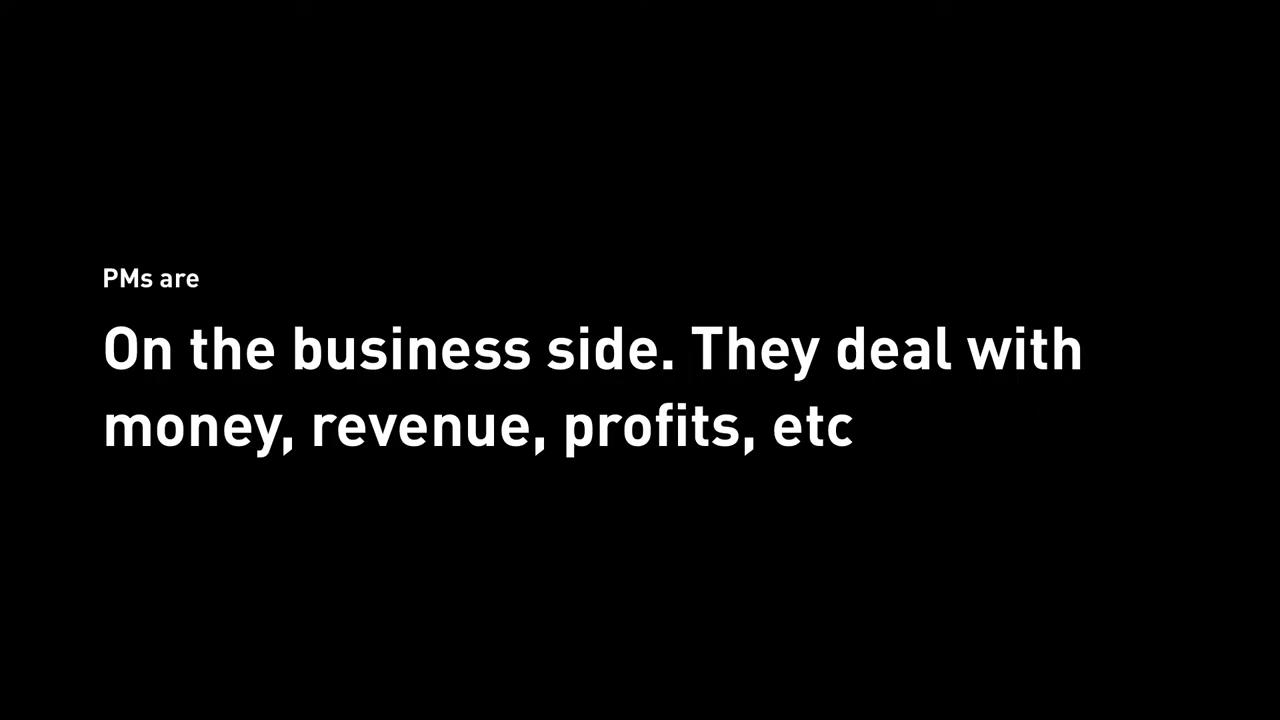 PMs are
On the business side. They deal with
money, revenue, profits, etc